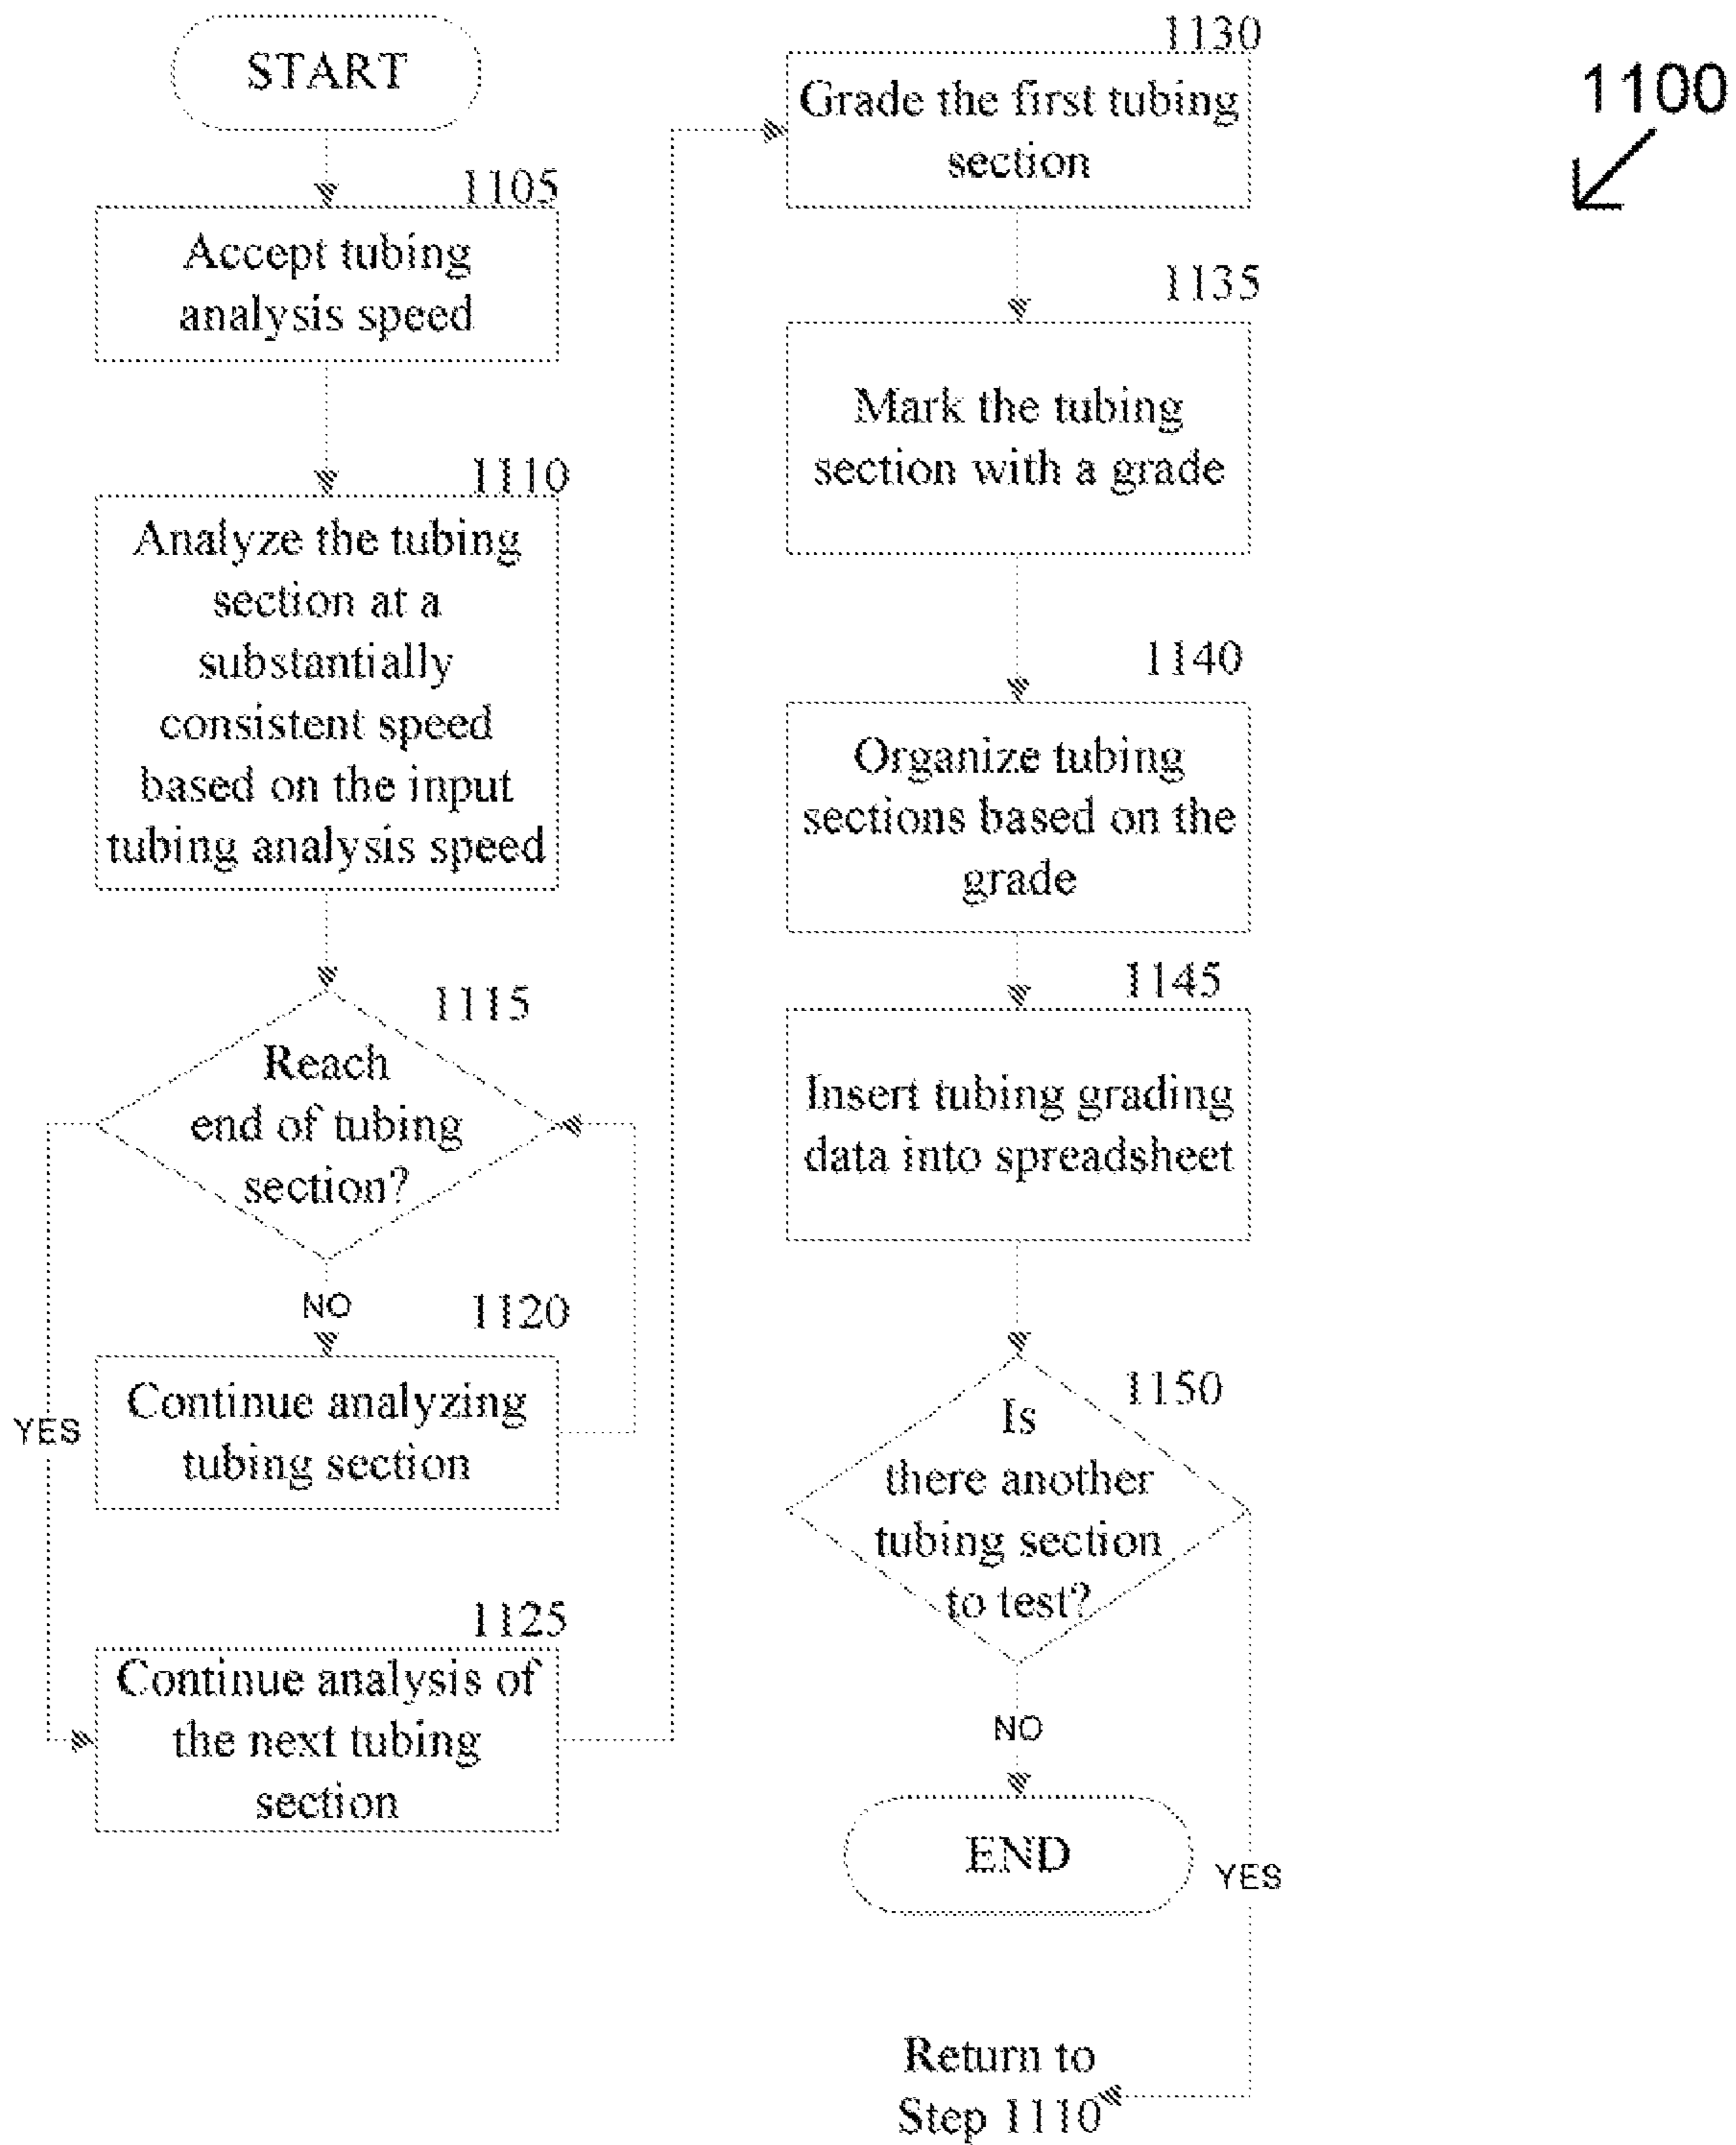 START
1105
Accept tubing
analysis speed
1110
Analyze the tubing
section at a
substantially
consistent speed
based on the input
tubing analysis speed
1115
Reach
end of tubing
section?
NO
1120
Continue analyzing
tubing section
YES
1125
Continue analysis of
the next tubing
section
1130
Grade the first tubing
section
1135
Mark the tubing
section with a grade
1140
Organize tubing
sections based on the
grade
1145
Insert tubing grading
data into spreadsheet
1150
Is
there another
tubing section
to test?
NO
END
YES
Return to
Step 1110
1100